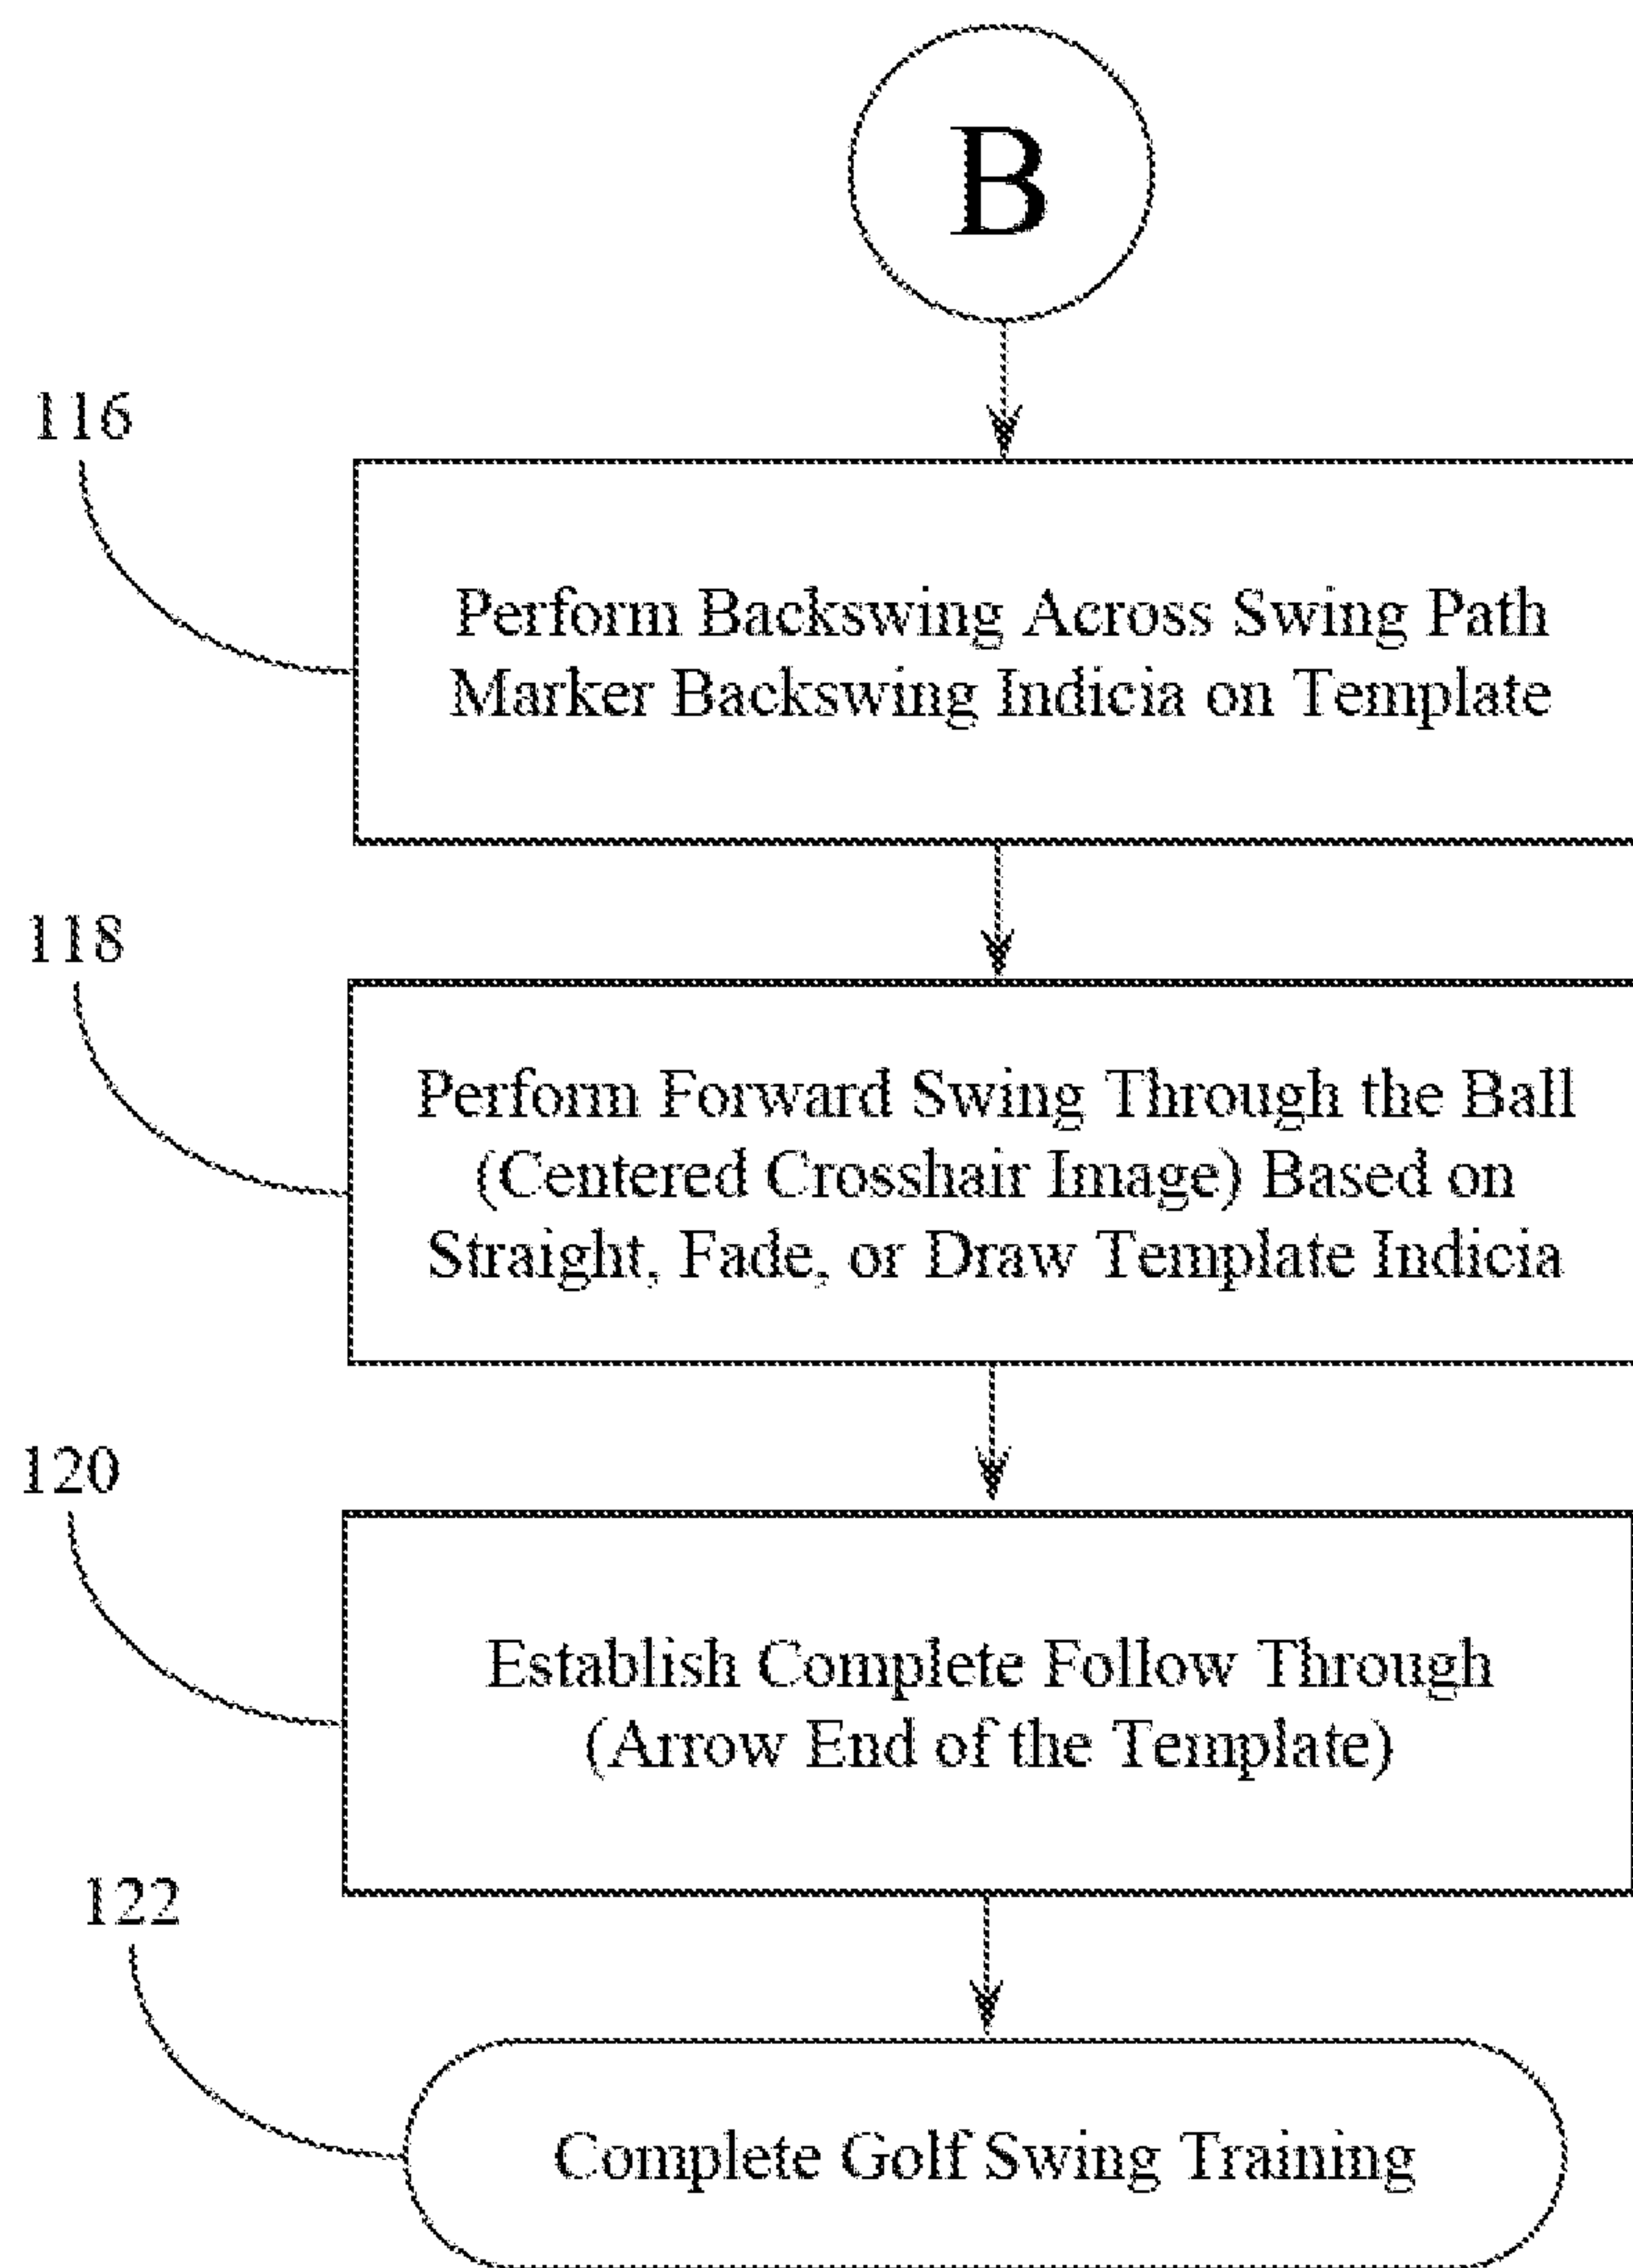 B
116
Perform Backswing Across Swing Path
Marker Backswing Indicia on Template
118
Perform Forward Swing Through the Ball
(Centered Crosshair Image) Based on
Straight, Fade, or Draw Template Indicia
120
Establish Complete Follow Through
(Arrow End of the Template)
122
Complete Golf Swing Training